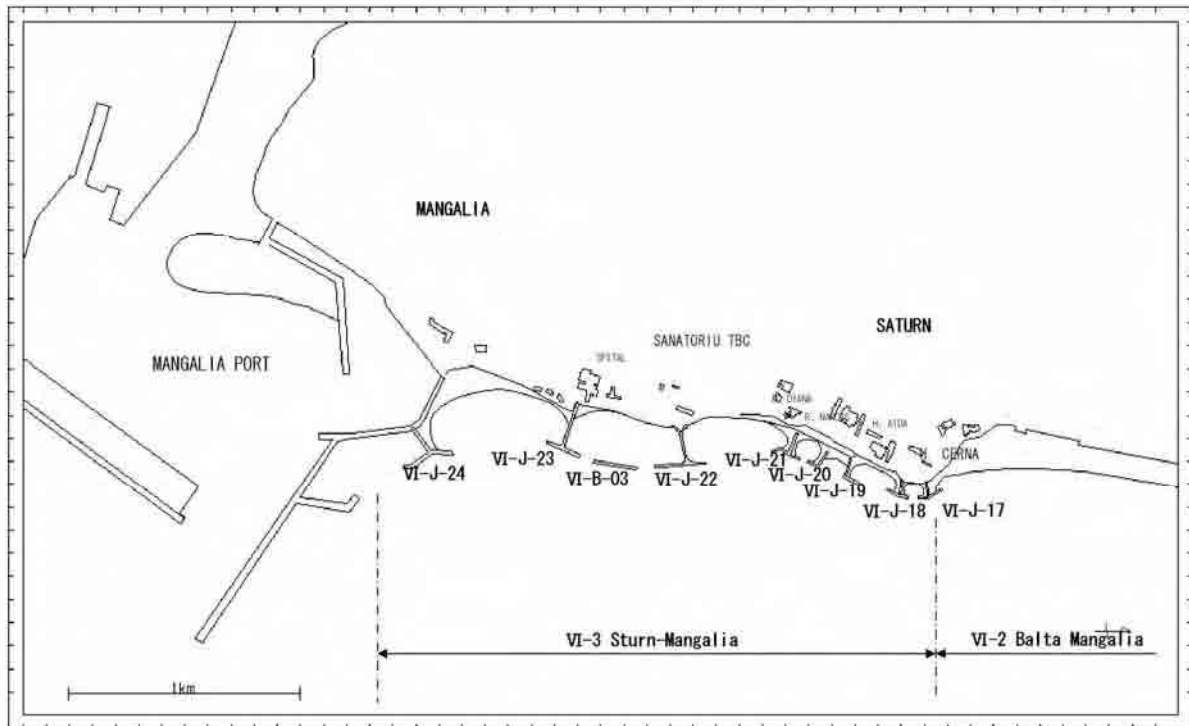 MANGALIA
SATURN
SANATORIU TBC
SPITAL
MANGALIA PORT
DIANA
H. AIDA
CERNA
VI-J-24
VI-J-23
VI-B-03
VI-J-22
VI-J-21
VI-J-20
VI-J-19
VI-J-18
VI-J-17
VI-3 Sturn-Mangalia
VI-2 Balta Mangalia
1km